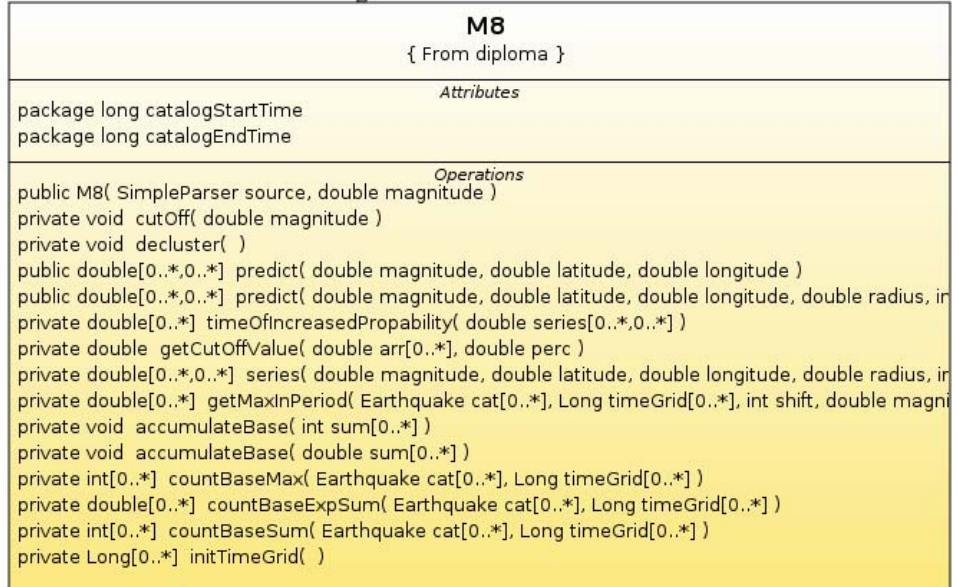 M8
{ From diploma }
Attributes
package long catalogStartTime
package long catalogEndTime
Operations
public M8( SimpleParser source, double magnitude )
private void cutOff( double magnitude )
private void decluster( )
public double[0..*,0..*] predict( double magnitude, double latitude, double longitude )
public double[0..*,0..*] predict( double magnitude, double latitude, double longitude, double radius,
private double[0..*] timeOfIncreasedPropability( double series[0..*,0..*] )
private double getCutOffValue( double arr[0..*], double perc )
private double[0..*,0..*] series( double magnitude, double latitude, double longitude, double radius,
private double[0..*] getMaxInPeriod( Earthquake cat[0..*], Long timeGrid[0..*], int shift, double magni
private void accumulateBase( int sum[0..*] )
private void accumulateBase( double sum[0..*] )
private int[0..*] countBaseMax( Earthquake cat[0..*], Long timeGrid[0..*] )
private double[0..*] countBaseExpSum( Earthquake cat[0..*], Long timeGrid[0..*] )
private int[0..*] countBaseSum( Earthquake cat[0..*], Long timeGrid[0..*] )
private Long[0..*] initTimeGrid( )